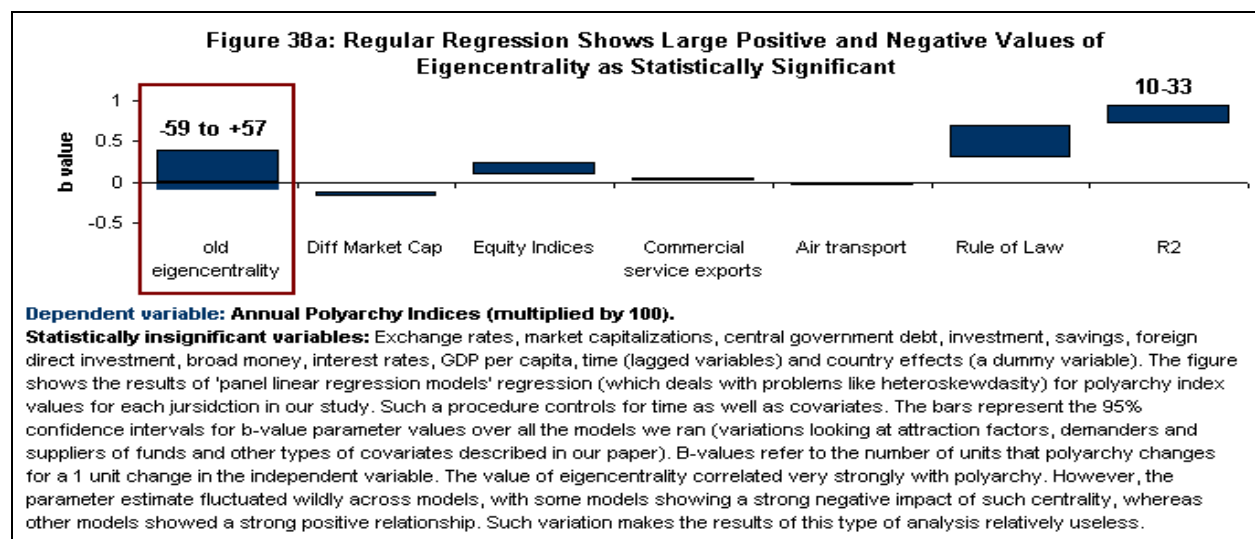 Figure 38a: Regular Regression Shows Large Positive and Negative Values of
Eigencentrality as Statistically Significant
10-33
1
-59 to +57
0.5
b value
0
-0.5
old
eigencentrality
Diff Market Cap
Equity Indices
Commercial
service exports
Air transport
Rule of Law
R2
Dependent variable: Annual Polyarchy Indices (multiplied by 100).
Statistically insignificant variables: Exchange rates, market capitalizations, central government debt, investment, savings, foreign
direct investment, broad money, interest rates, GDP per capita, time (lagged variables) and country effects (a dummy variable). The figure
shows the results of 'panel linear regression models' regression (which deals with problems like heteroskewdasity) for polyarchy index
values for each jursidction in our study. Such a procedure controls for time as well as covariates. The bars represent the 95%
confidence intervals for b-value parameter values over all the models we ran (variations looking at attraction factors, demanders and
suppliers of funds and other types of covariates described in our paper). B-values refer to the number of units that polyarchy changes
for a 1 unit change in the independent variable. The value of eigencentrality correlated very strongly with polyarchy. However, the
parameter estimate fluctuated wildly across models, with some models showing a strong negative impact of such centrality, whereas
other models showed a strong positive relationship. Such variation makes the results of this type of analysis relatively useless.